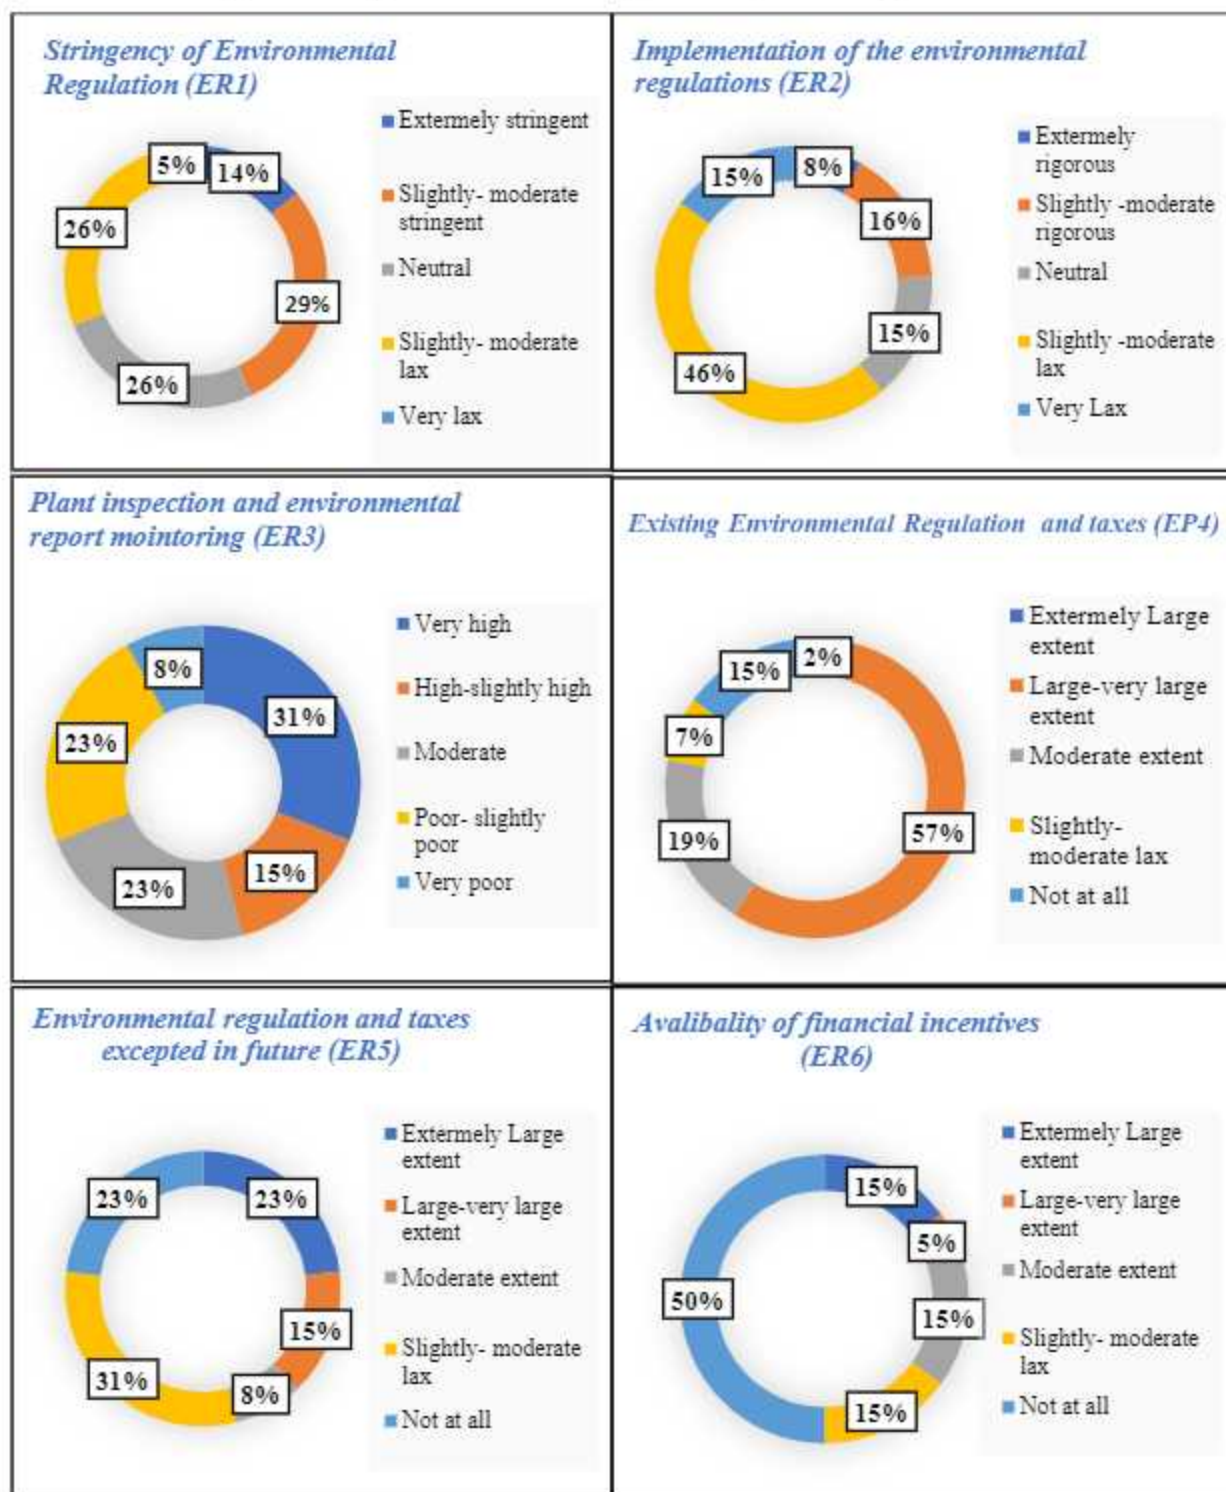 Stringency of Environmental
Regulation (ER1)
5%
14%
26%
29%
26%
Extermely stringent
Slightly- moderate
stringent
Neutral
Slightly- moderate
lax
Very lax
Implementation of the environmental
regulations (ER2)
15%
8%
16%
15%
46%
Extermely
rigorous
Slightly -moderate
rigorous
Neutral
Slightly -moderate
lax
Very Lax
Plant inspection and environmental
report mointoring (ER3)
8%
31%
23%
15%
23%
Very high
High-slightly high
Moderate
Poor- slightly
poor
Very poor
Existing Environmental Regulation and taxes (EP4)
15%
2%
7%
19%
57%
Extermely Large
extent
Large-very large
extent
Moderate extent
Slightly-
moderate lax
Not at all
Environmental regulation and taxes
excepted in future (ER5)
23%
23%
15%
31%
8%
Extermely Large
extent
Large-very large
extent
Moderate extent
Slightly- moderate
lax
Not at all
Avalibality of financial incentives
(ER6)
15%
5%
50%
15%
15%
Extermely Large
extent
Large-very large
extent
Moderate extent
Slightly- moderate
lax
Not at all